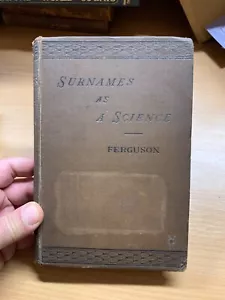 SURNAMES
AS
A SCIENCE
FERGUSON